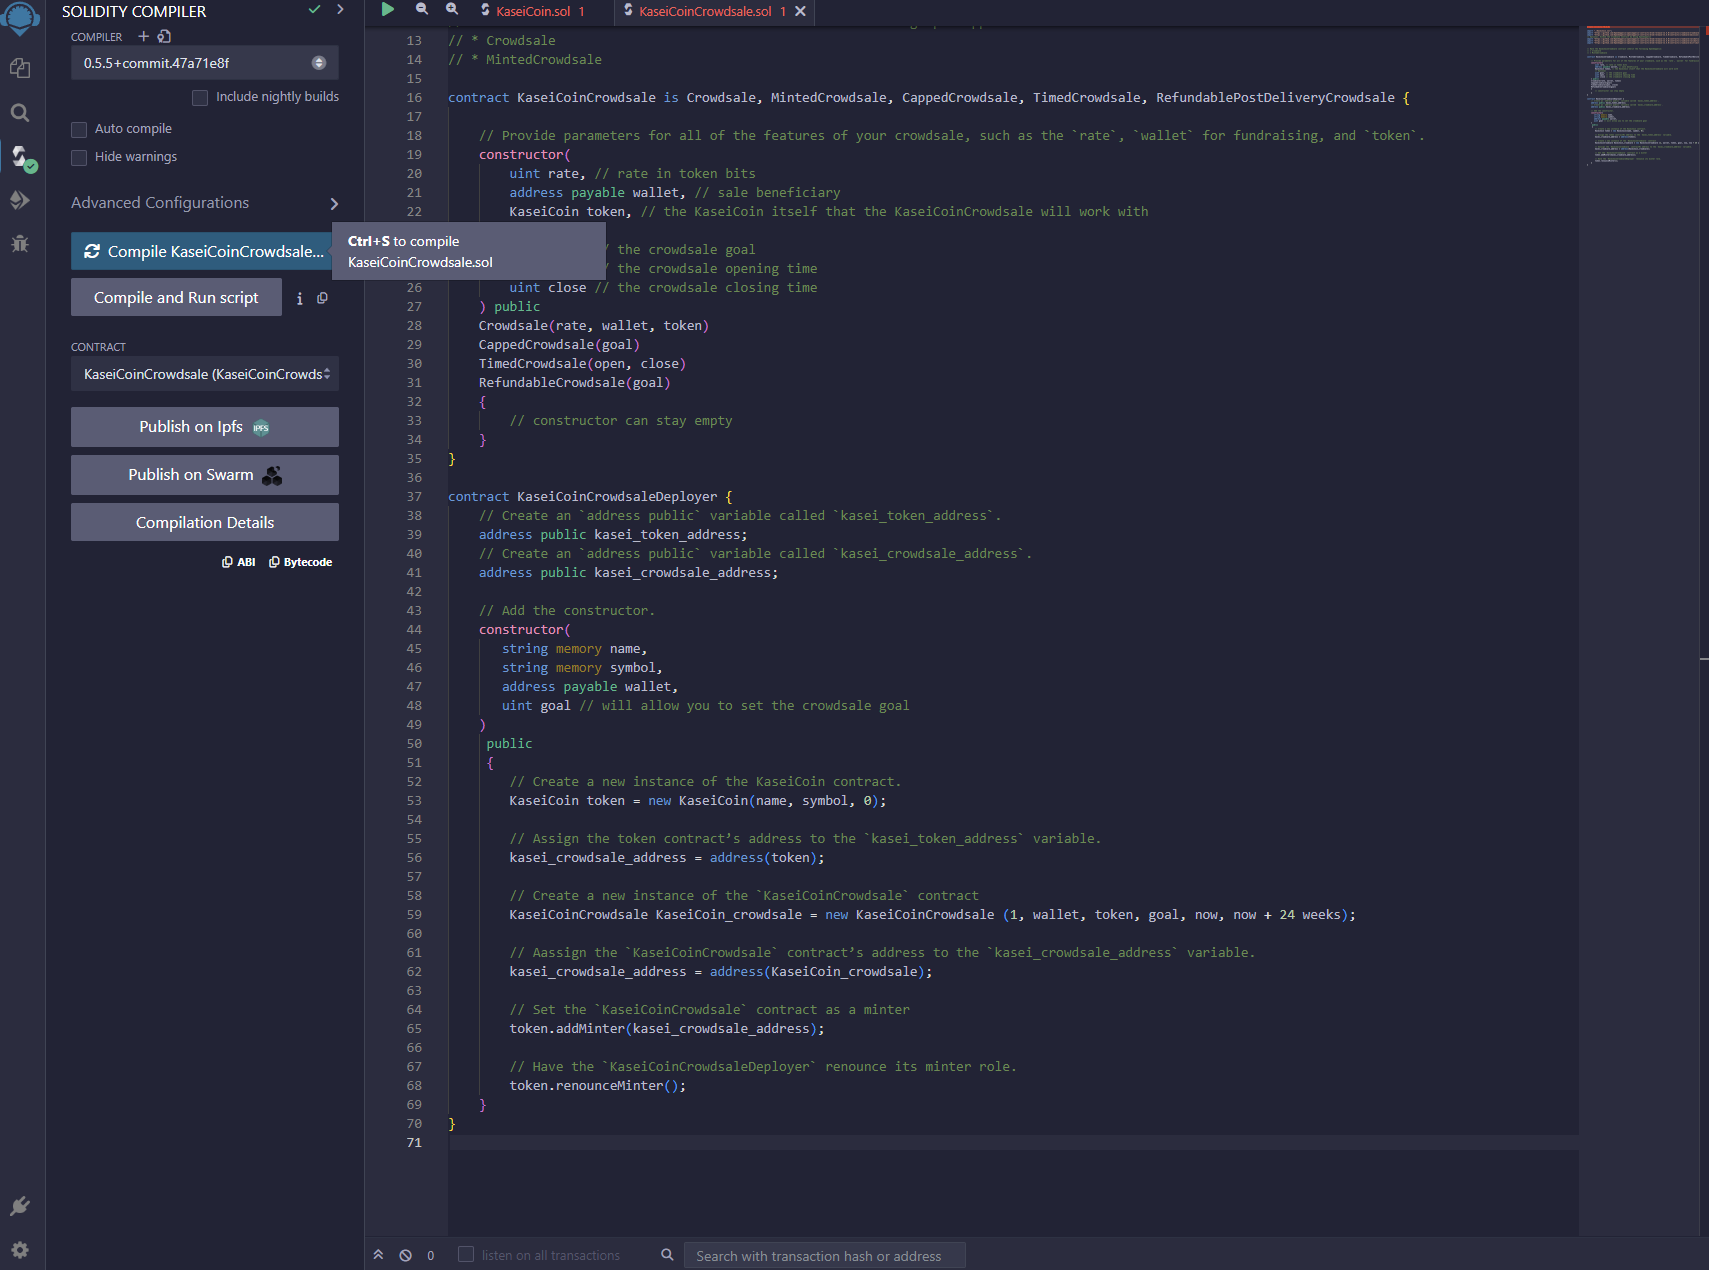 SOLIDITY COMPILER
COMPILER
0.5.5+commit.47a71e8f
Include nightly builds
Auto compile
Hide warnings
Advanced Configurations
Compile KaseiCoinCrowdsale...
Ctrl+S to compile
KaseiCoinCrowdsale.sol
Compile and Run script
CONTRACT
KaseiCoinCrowdsale (KaseiCoinCrowds
Publish on Ipfs
IPFS
Publish on Swarm
Compilation Details
ABI
Bytecode
KaseiCoin.sol 1
KaseiCoinCrowdsale.sol 1
13 // * Crowdsale
14 // * MintedCrowdsale
15
16 contract KaseiCoinCrowdsale is Crowdsale, MintedCrowdsale, CappedCrowdsale, TimedCrowdsale, RefundablePostDeliveryCrowdsale {
17
18 // Provide parameters for all of the features of your crowdsale, such as the `rate`, `wallet` for fundraising, and `token`.
19 constructor(
20 uint rate, // rate in token bits
21 address payable wallet, // sale beneficiary
22 KaseiCoin token, // the KaseiCoin itself that the KaseiCoinCrowdsale will work with
/ the crowdsale goal
/ the crowdsale opening time
26 uint close // the crowdsale closing time
27 ) public
28 Crowdsale(rate, wallet, token)
29 CappedCrowdsale(goal)
30 TimedCrowdsale(open, close)
31 RefundableCrowdsale(goal)
32 {
33 // constructor can stay empty
34 }
35 }
36
37 contract KaseiCoinCrowdsaleDeployer {
38 // Create an `address public` variable called `kasei_token_address`.
39 address public kasei_token_address;
40 // Create an `address public` variable called `kasei_crowdsale_address`.
41 address public kasei_crowdsale_address;
42
43 // Add the constructor.
44 constructor(
45 string memory name,
46 string memory symbol,
47 address payable wallet,
48 uint goal // will allow you to set the crowdsale goal
49 )
50 public
51 {
52 // Create a new instance of the KaseiCoin contract.
53 KaseiCoin token = new KaseiCoin(name, symbol, 0);
54
55 // Assign the token contract’s address to the `kasei_token_address` variable.
56 kasei_crowdsale_address = address(token);
57
58 // Create a new instance of the `KaseiCoinCrowdsale` contract
59 KaseiCoinCrowdsale KaseiCoin_crowdsale = new KaseiCoinCrowdsale (1, wallet, token, goal, now, now + 24 weeks);
60
61 // Aassign the `KaseiCoinCrowdsale` contract’s address to the `kasei_crowdsale_address` variable.
62 kasei_crowdsale_address = address(KaseiCoin_crowdsale);
63
64 // Set the `KaseiCoinCrowdsale` contract as a minter
65 token.addMinter(kasei_crowdsale_address);
66
67 // Have the `KaseiCoinCrowdsaleDeployer` renounce its minter role.
68 token.renounceMinter();
69 }
70 }
71
0
listen on all transactions
Search with transaction hash or address